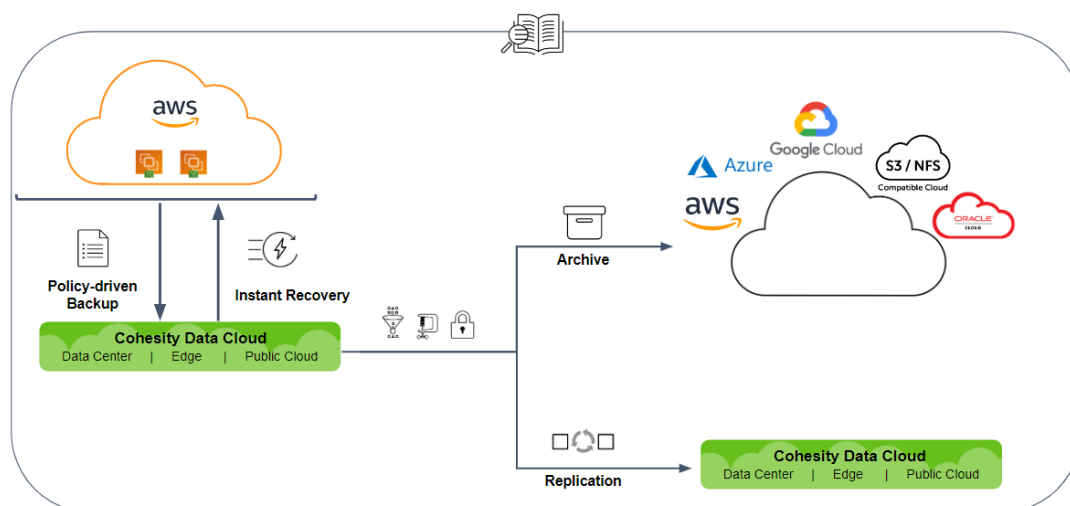 aws
Policy-driven
Backup
Instant Recovery
Cohesity Data Cloud
Data Center | Edge | Public Cloud
Archive
Google Cloud
Azure
aws
S3 / NFS
Compatible Cloud
ORACLE
CLOUD
Replication
Cohesity Data Cloud
Data Center | Edge | Public Cloud